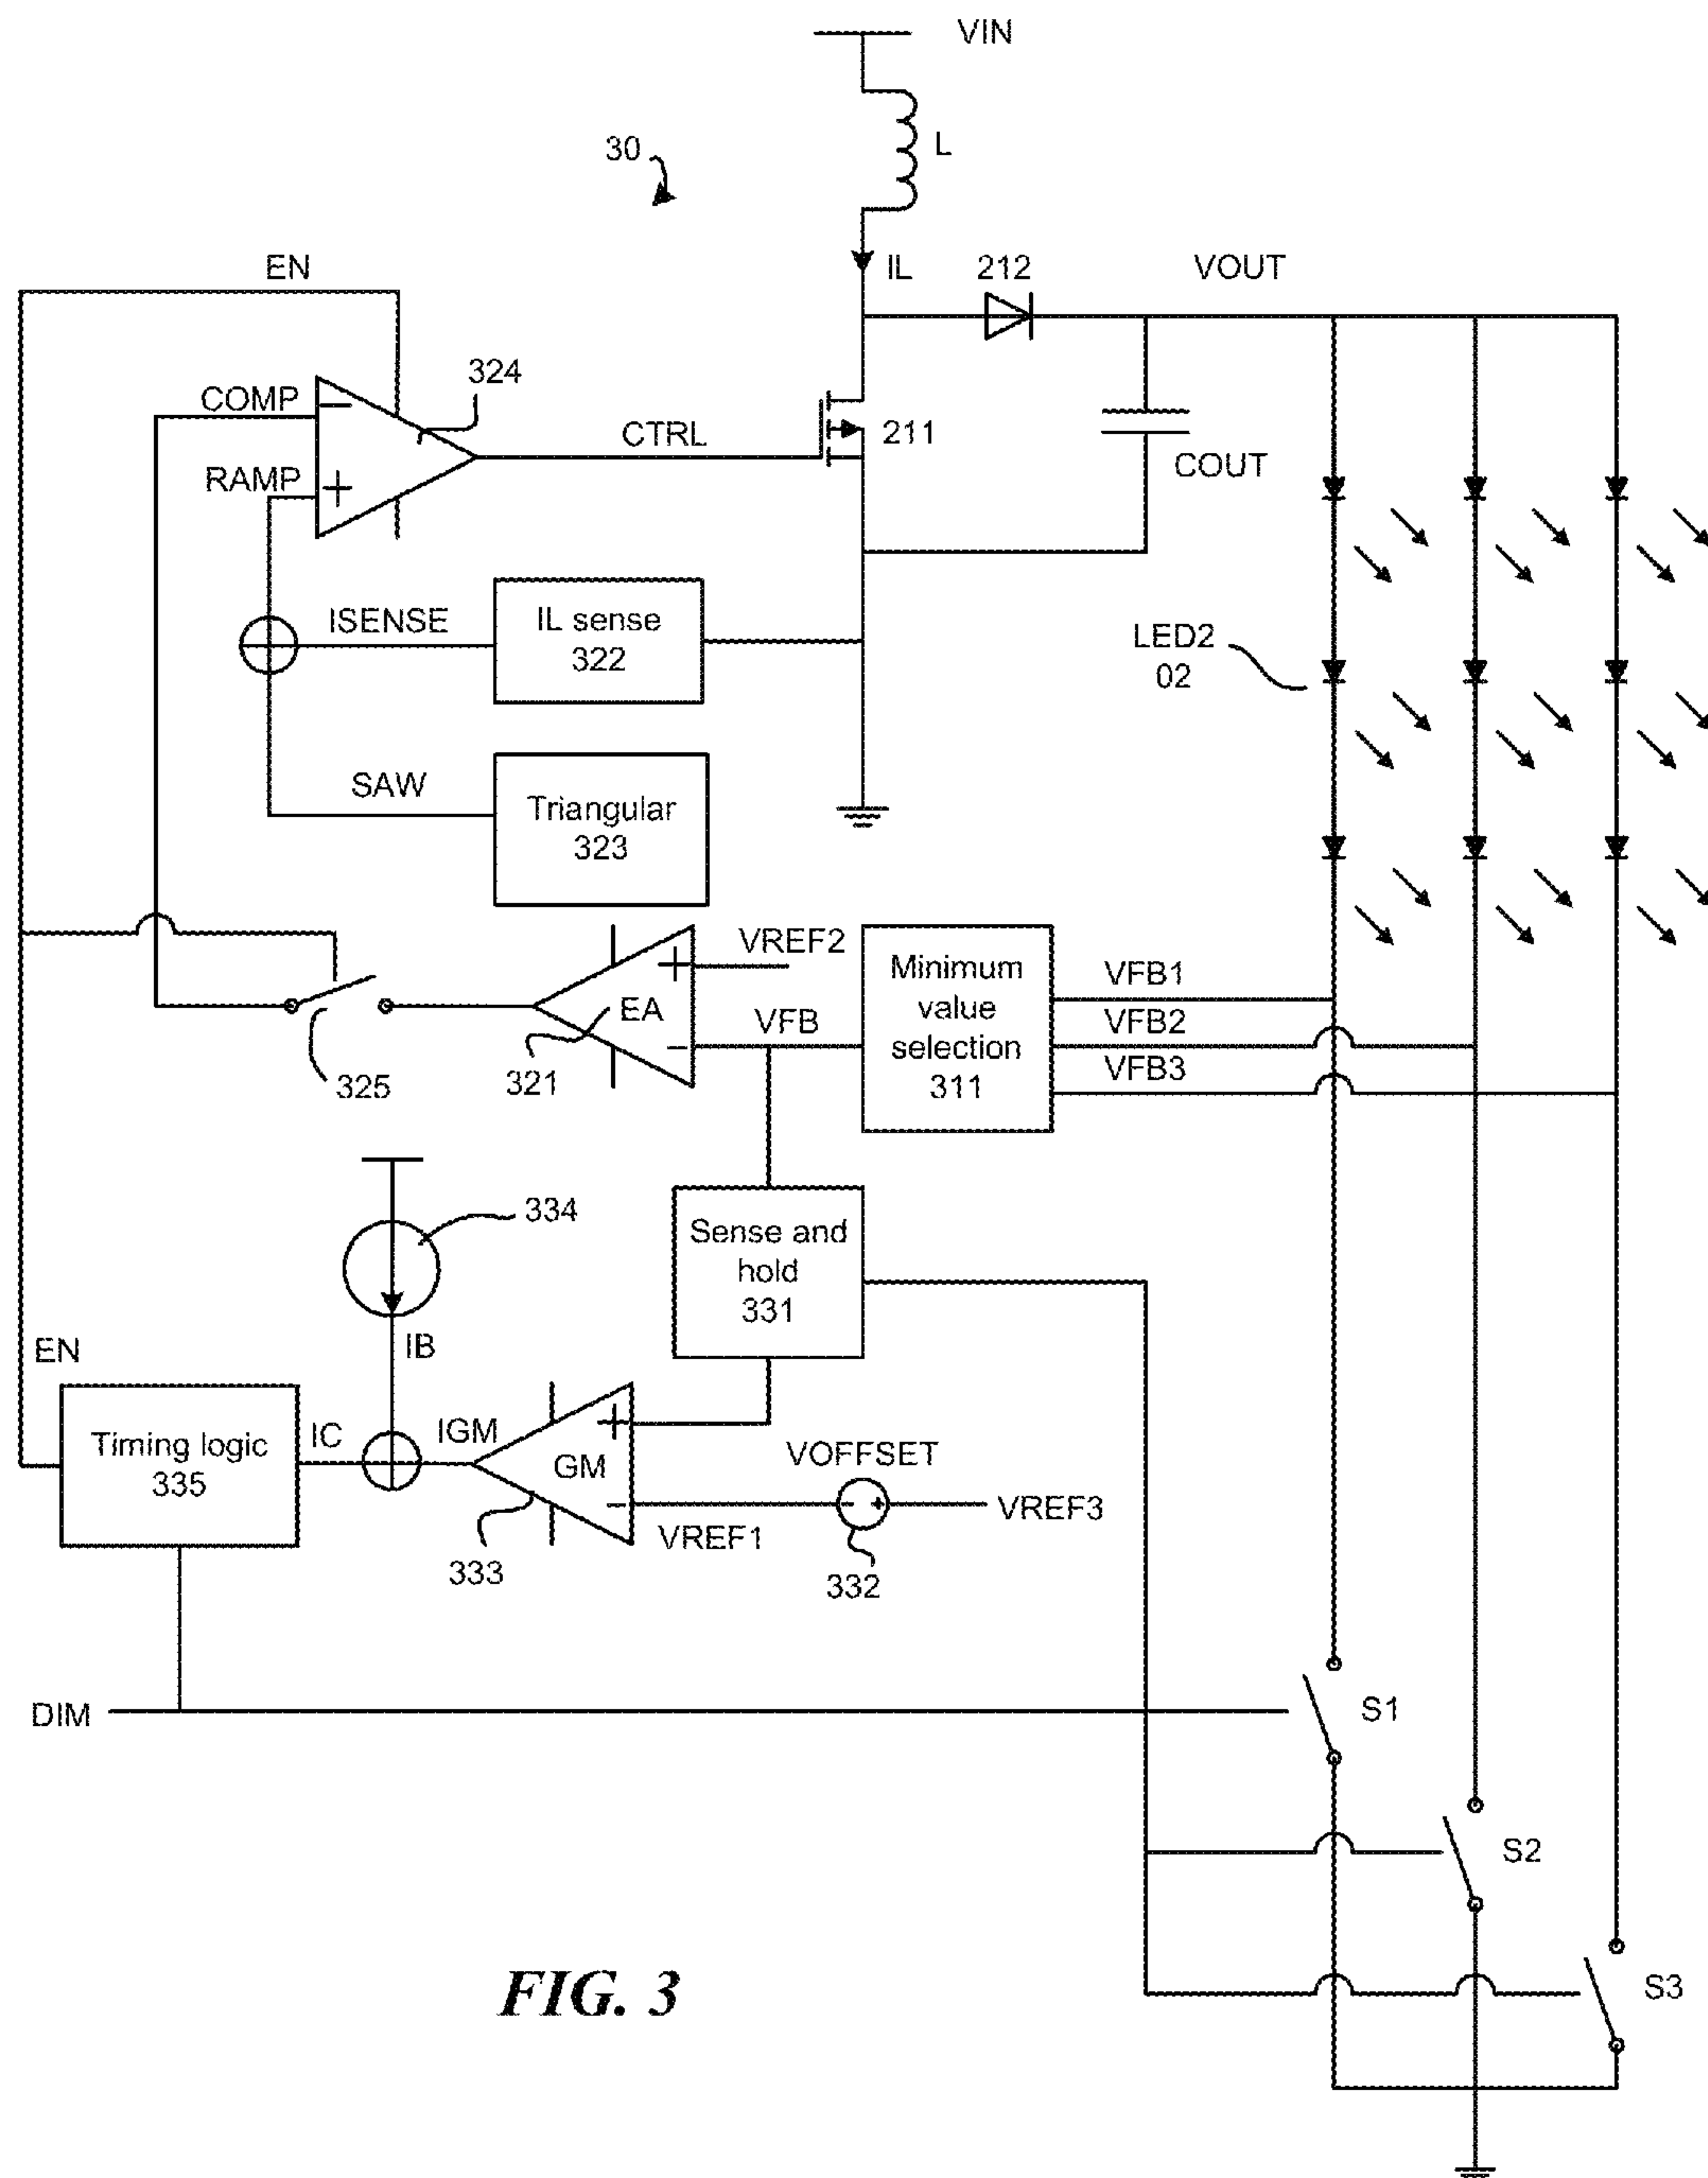 VIN
L
30
EN
IL
212
VOUT
324
COMP
CTRL
211
COUT
RAMP
−
+
ISENSE
IL sense
322
LED2
02
SAW
Triangular
323
VREF2
+
EA
−
321
325
VFB
Minimum
value
selection
311
VFB1
VFB2
VFB3
334
Sense and
hold
331
IB
EN
Timing logic
335
IC
IGM
+
GM
−
333
VOFFSET
- +
VREF1
VREF3
332
DIM
S1
S2
S3
FIG. 3